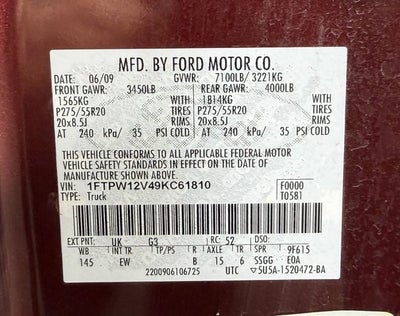 MFD. BY FORD MOTOR CO.
DATE: 06/09 GVWR: 7100LB/ 3221KG
FRONT GAWR: 3450LB REAR GAWR: 4000LB
1565KG 1814KG
P275/55R20 TIRES P275/55R20 TIRES
20x8.5J RIMS 20x8.5J RIMS
AT 240 kPa/ 35 PSI COLD AT 240 kPa/ 35 PSI COLD
THIS VEHICLE CONFORMS TO ALL APPLICABLE FEDERAL MOTOR
VEHICLE SAFETY STANDARDS IN EFFECT ON THE DATE OF
MANUFACTURE SHOWN ABOVE.
VIN: 1FTPW12V49KC61810 F0000
TYPE: Truck T0581
EXT PNT: UK G3 RC: 52 DSO:
WB INT TR TP/PS R AXLE TR SPR 9F615
145 EW B 15 6 SSGG E0A
2200906106725 UTC 5U5A-1520472-BA